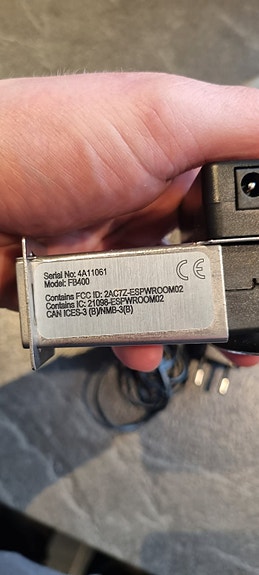 Serial No: 4A11061
Model: FB400
CE
Contains FCC ID: 2ACTZ-ESPWROOM02
Contains IC: 21098-ESPWROOM02
CAN ICES-3 (B)/NMB-3(B)